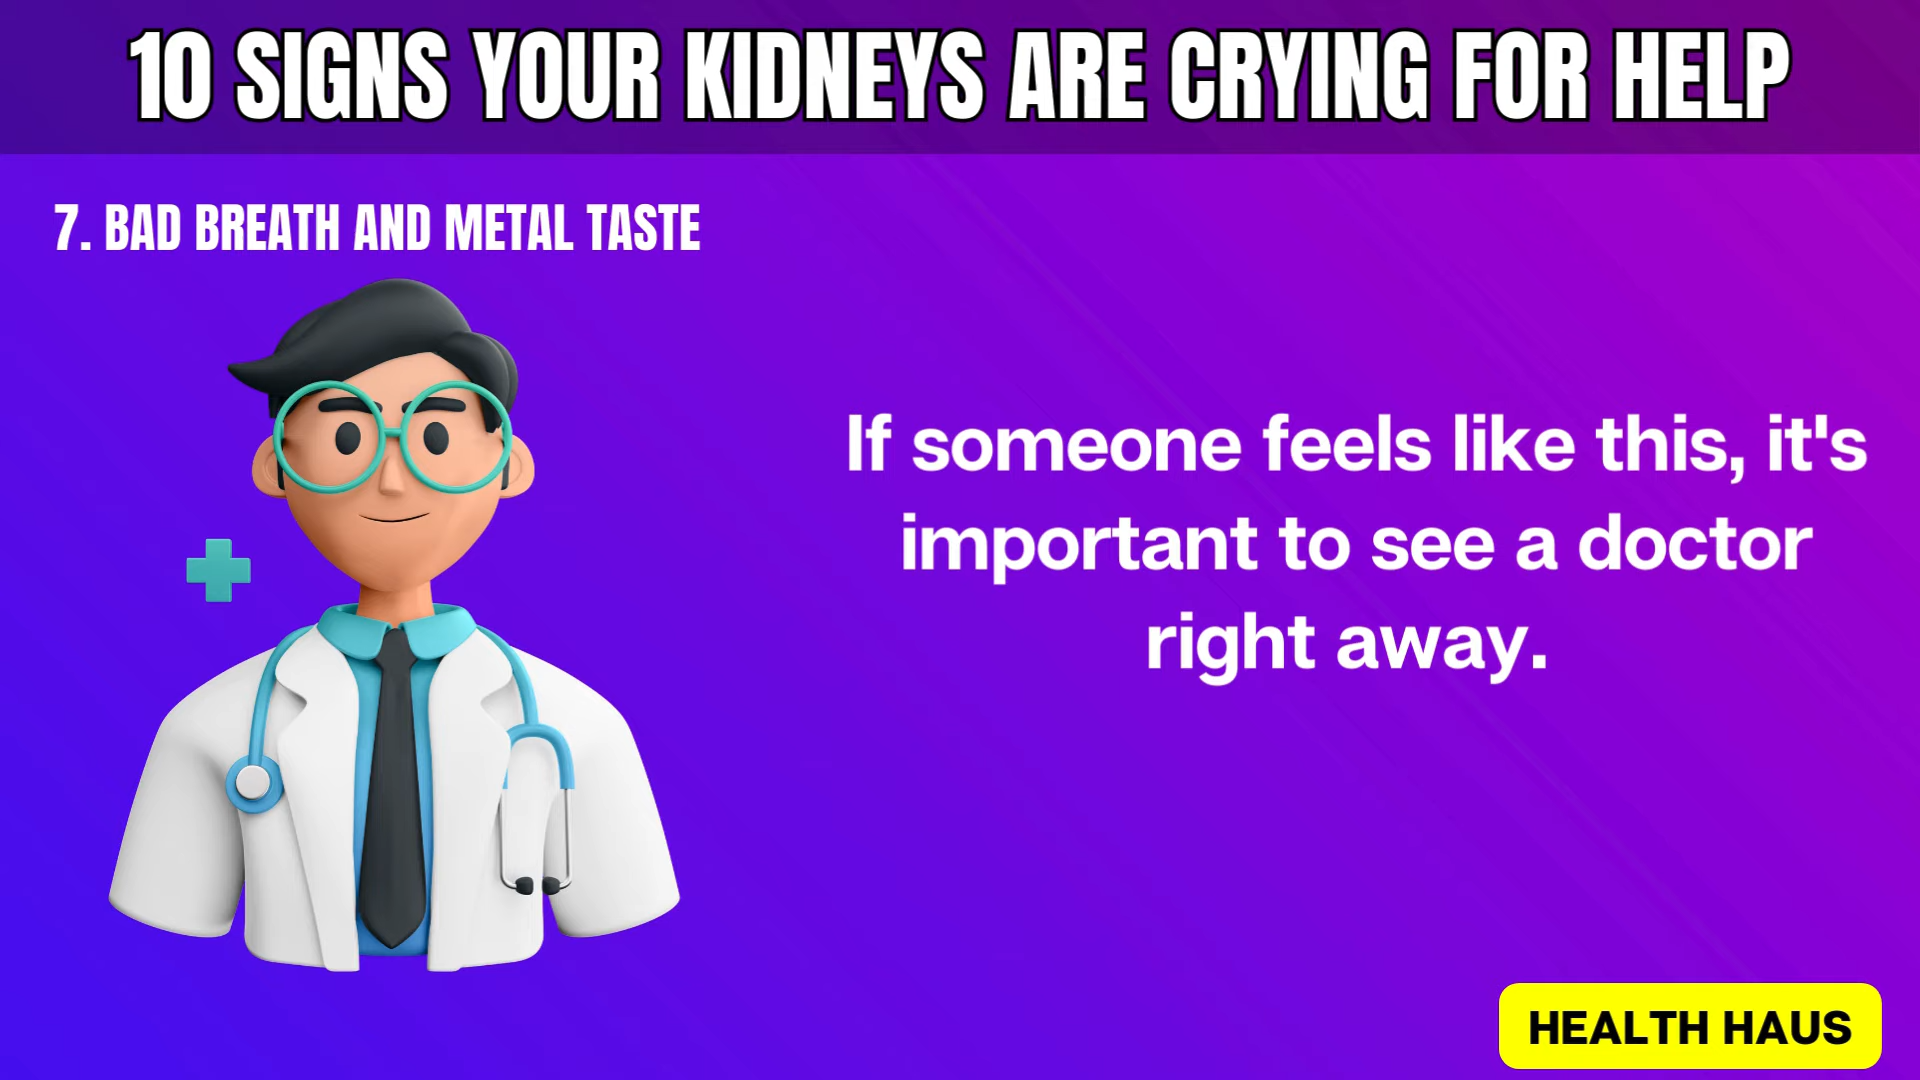 10 SIGNS YOUR KIDNEYS ARE CRYING FOR HELP
7. BAD BREATH AND METAL TASTE
If someone feels like this, it's
important to see a doctor
right away.
HEALTH HAUS